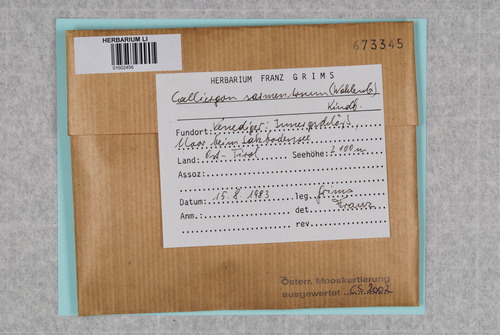 HERBARIUM LI
01602456
673345
HERBARIUM FRANZ GRIMS
Calliergon sarmentosum (Wahlenb.)
Kindb.
Fundort: Venediger:
Moor beim Salzbodensee
Land: Ost-Tirol Seehöhe: 2100 m
Assoz:
Datum: 15.8.1983 leg. Grims
Anm.: det. Franz
rev.
Österr. Mooskartierung
ausgewertet CS 2002